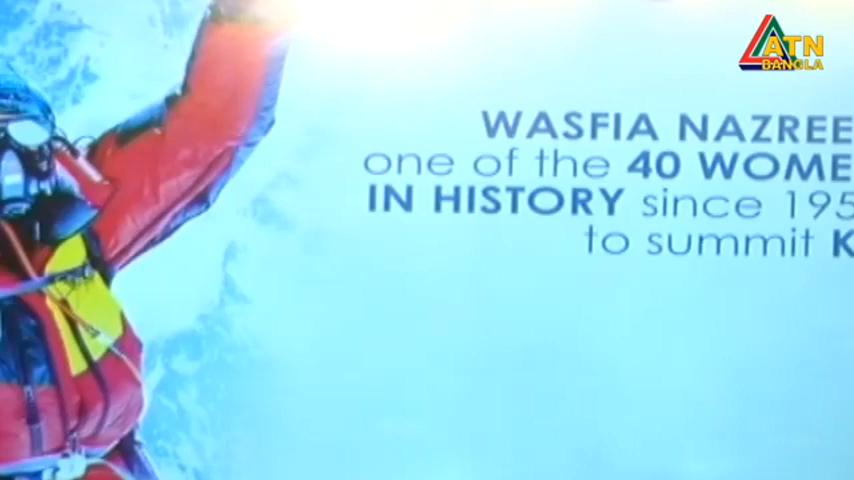 ATN
BANGLA
WASFIA NAZREE
one of the 40 WOME
IN HISTORY since 195
to summit K